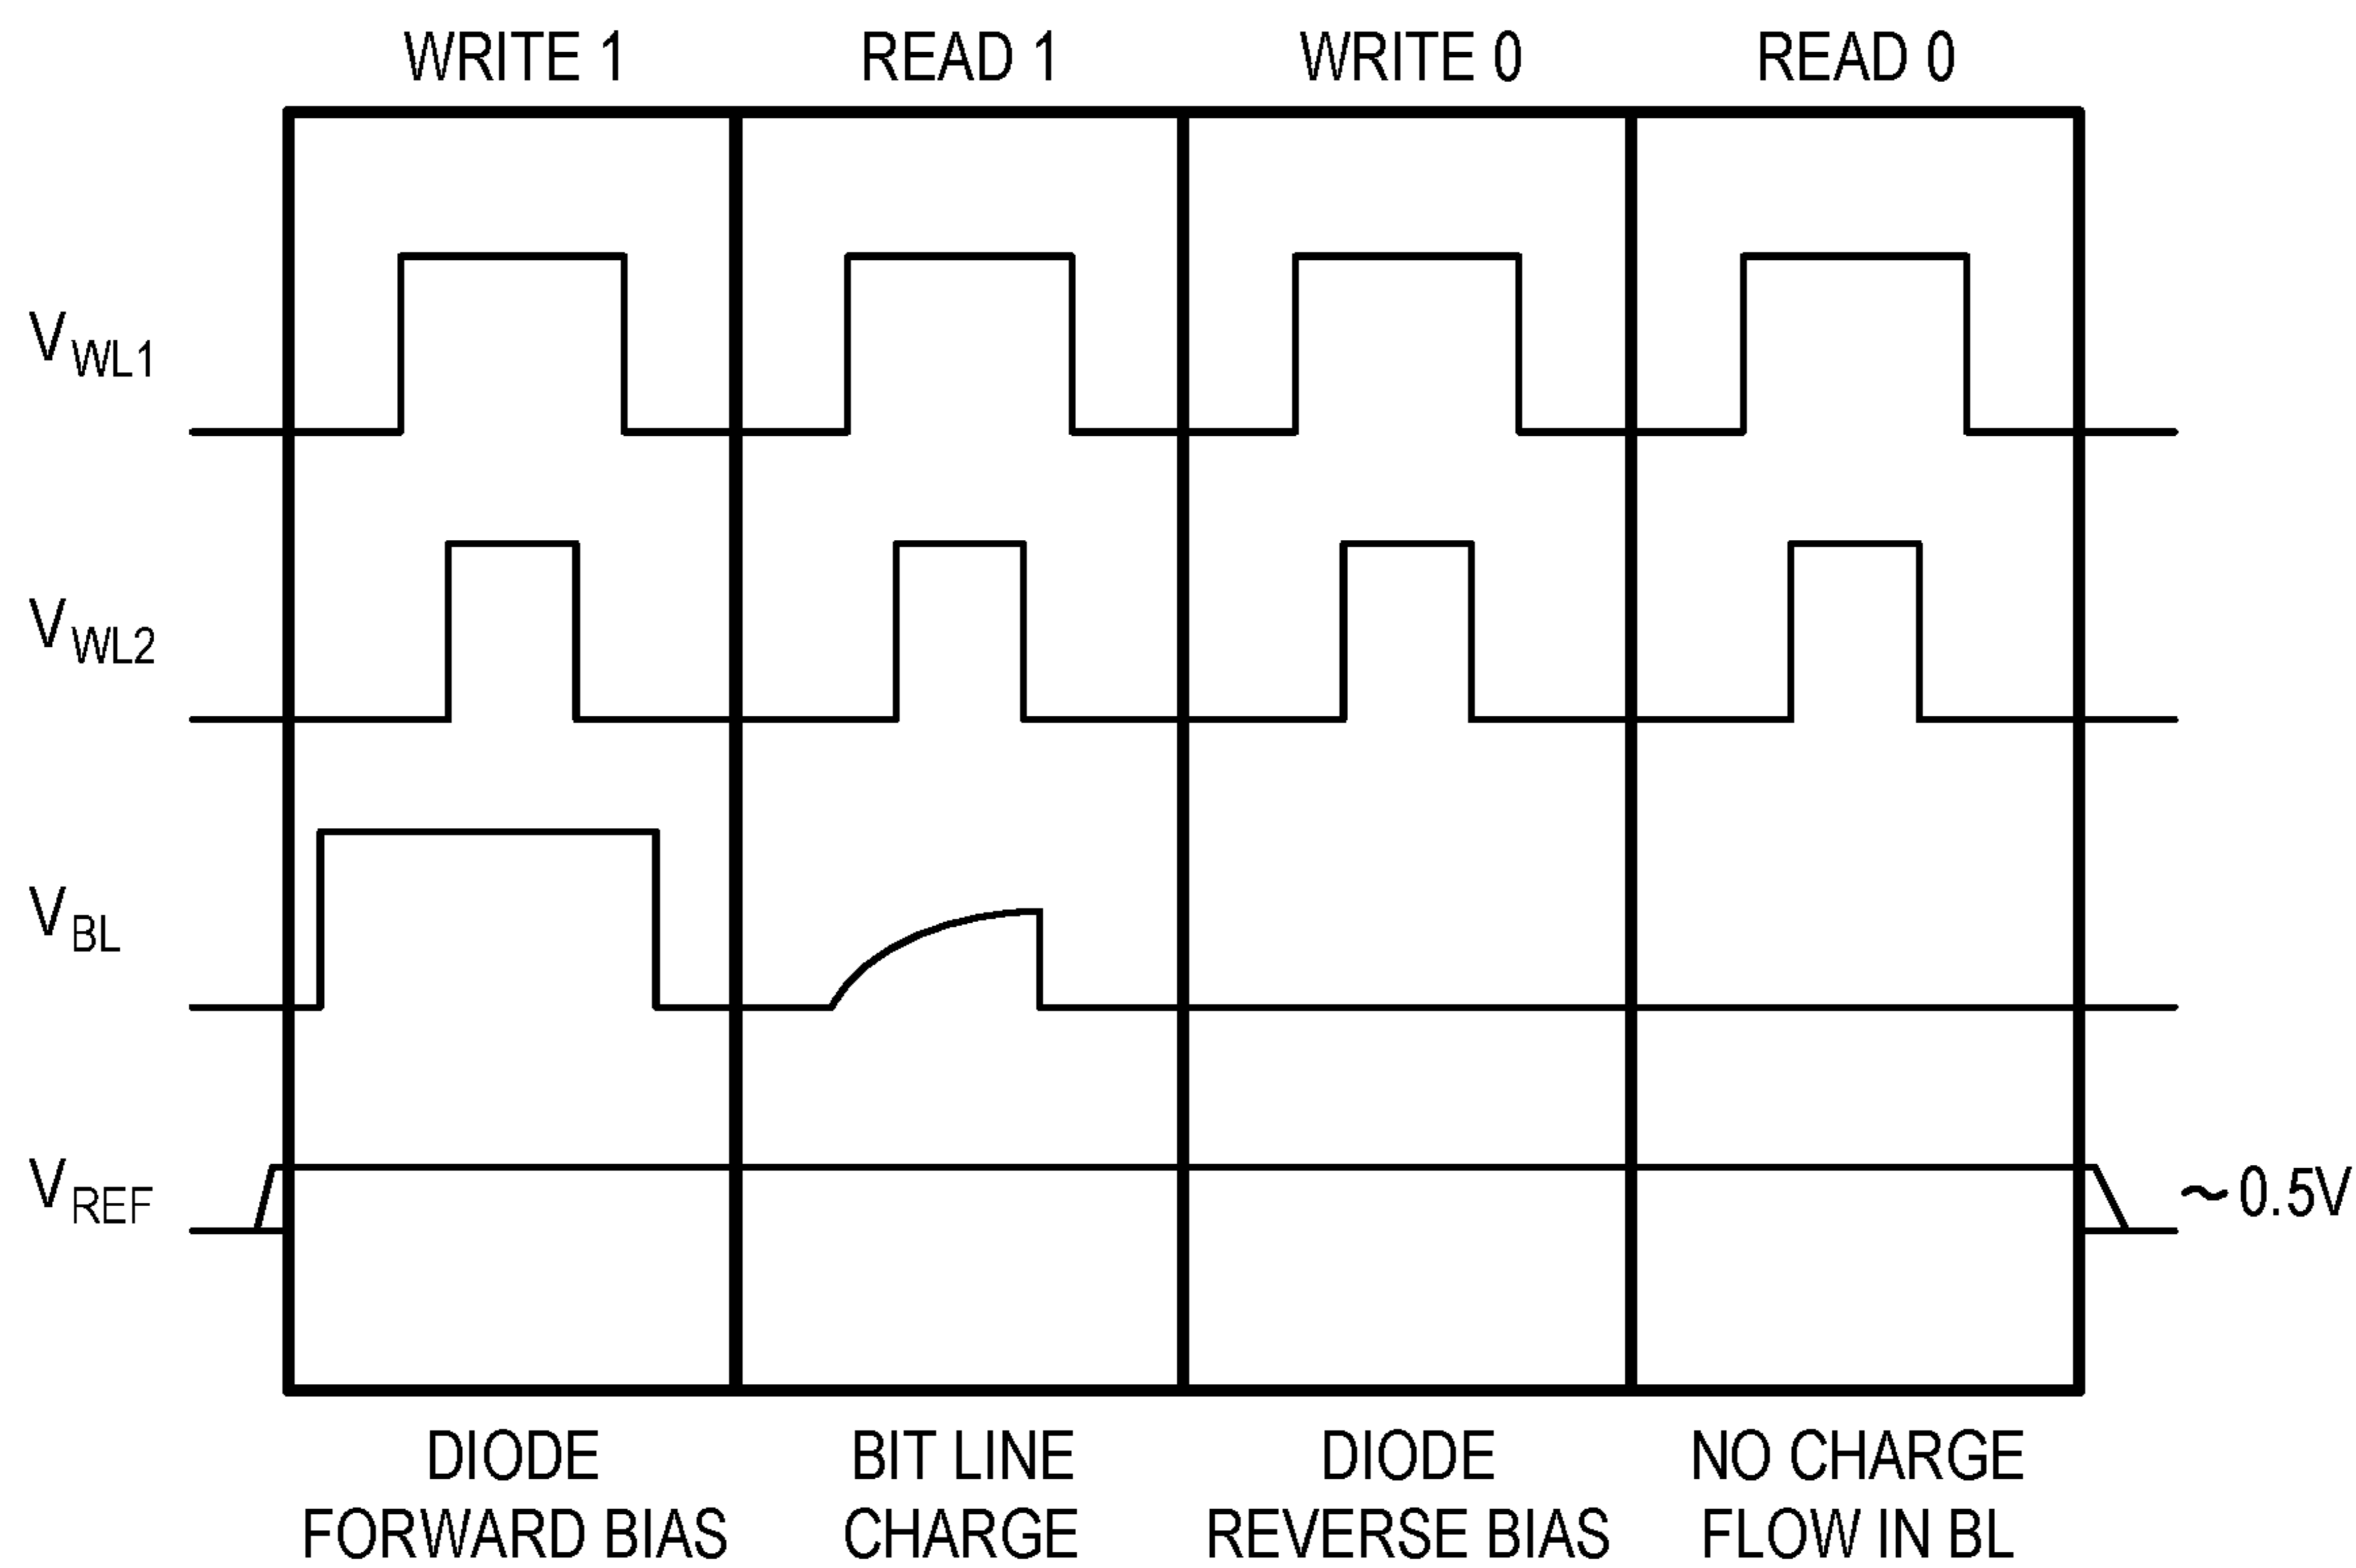 WRITE 1 READ 1 WRITE 0 READ 0
VWL1
VWL2
VBL
VREF
~0.5V
DIODE BIT LINE DIODE NO CHARGE
FORWARD BIAS CHARGE REVERSE BIAS FLOW IN BL